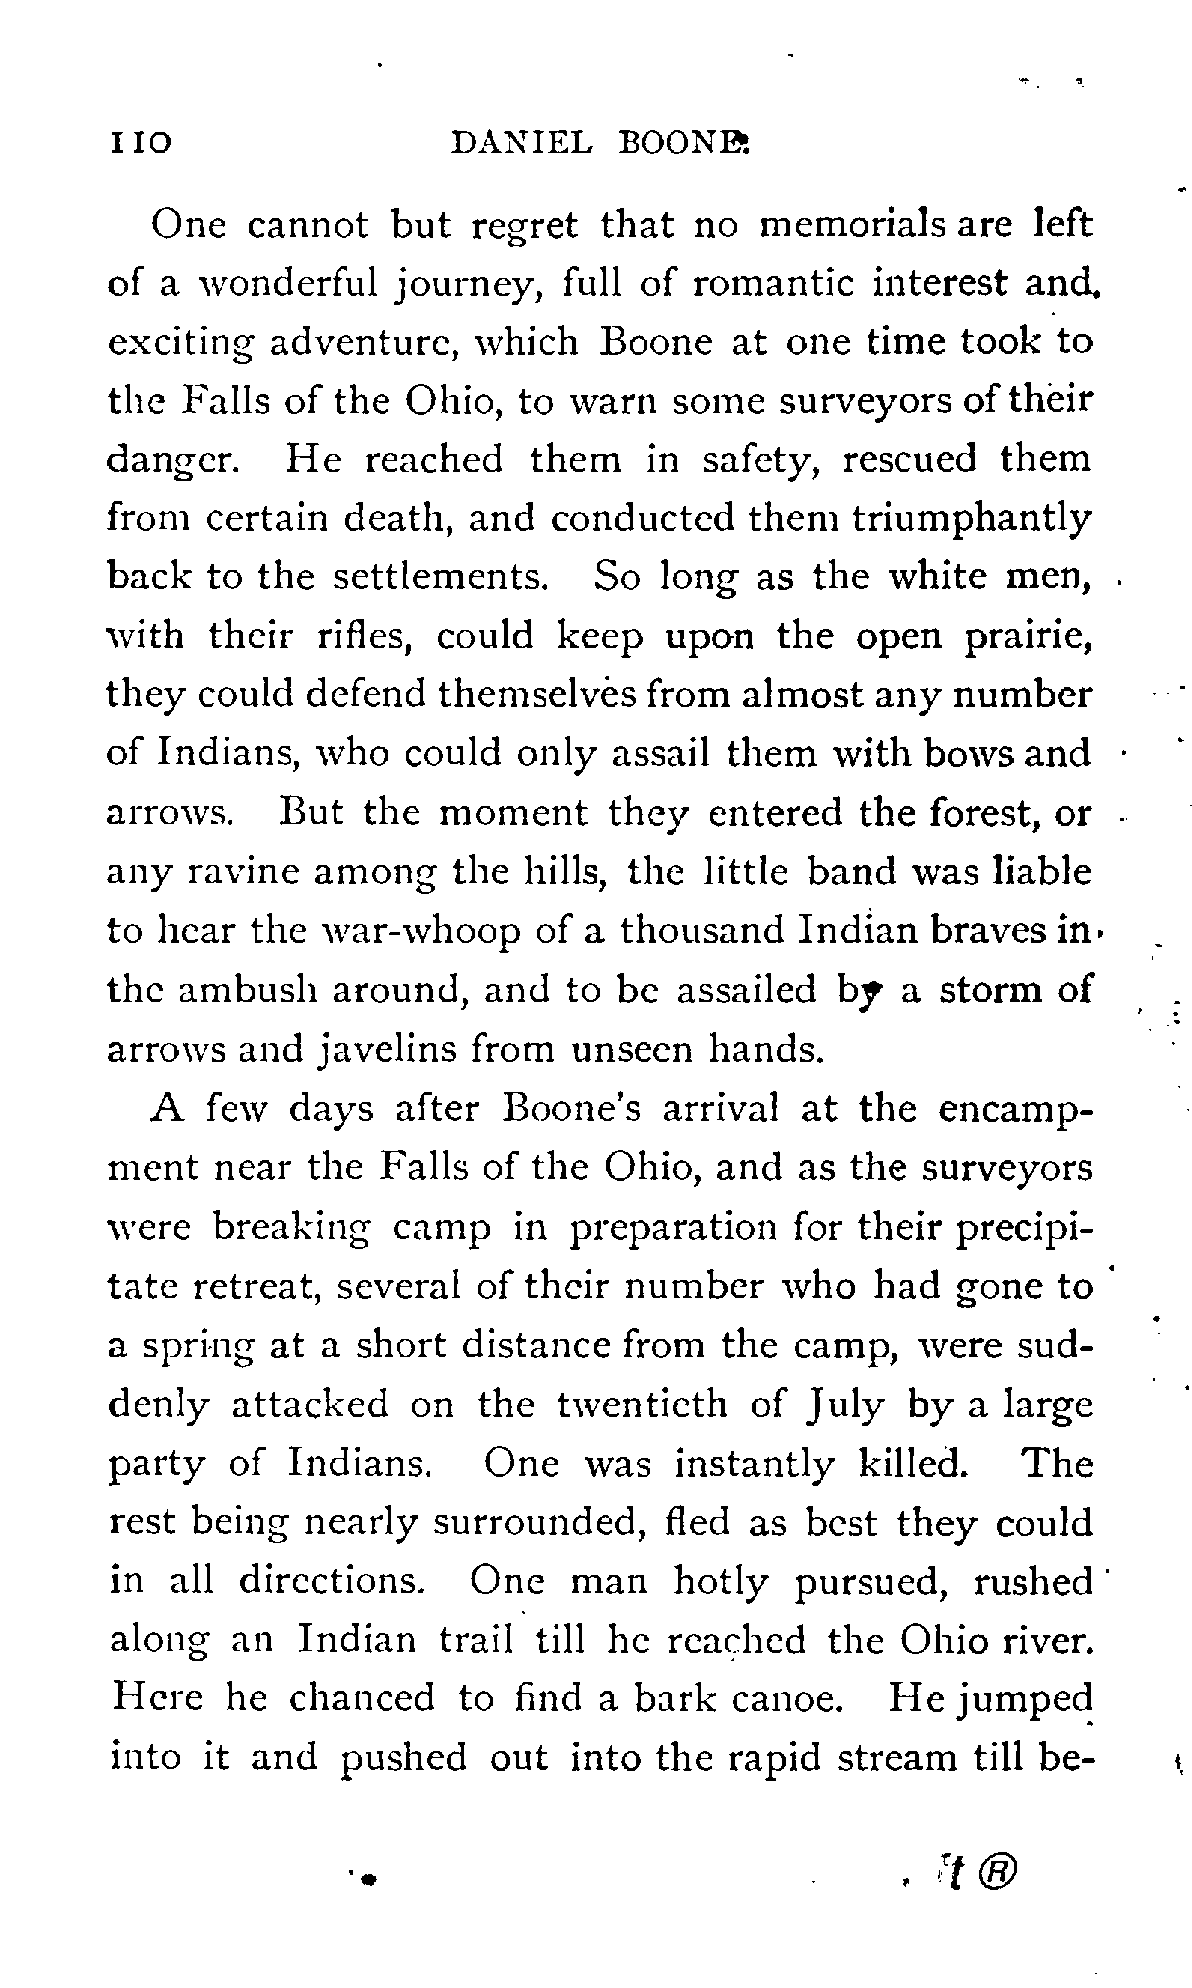 110 DANIEL BOONE.
One cannot but regret that no memorials are left
of a wonderful journey, full of romantic interest and
exciting adventure, which Boone at one time took to
the Falls of the Ohio, to warn some surveyors of their
danger. He reached them in safety, rescued them
from certain death, and conducted them triumphantly
back to the settlements. So long as the white men,
with their rifles, could keep upon the open prairie,
they could defend themselves from almost any number
of Indians, who could only assail them with bows and
arrows. But the moment they entered the forest, or
any ravine among the hills, the little band was liable
to hear the war-whoop of a thousand Indian braves in
the ambush around, and to be assailed by a storm of
arrows and javelins from unseen hands.
A few days after Boone's arrival at the encamp-
ment near the Falls of the Ohio, and as the surveyors
were breaking camp in preparation for their precipi-
tate retreat, several of their number who had gone to
a spring at a short distance from the camp, were sud-
denly attacked on the twentieth of July by a large
party of Indians. One was instantly killed. The
rest being nearly surrounded, fled as best they could
in all directions. One man hotly pursued, rushed
along an Indian trail till he reached the Ohio river.
Here he chanced to find a bark canoe. He jumped
into it and pushed out into the rapid stream till be-